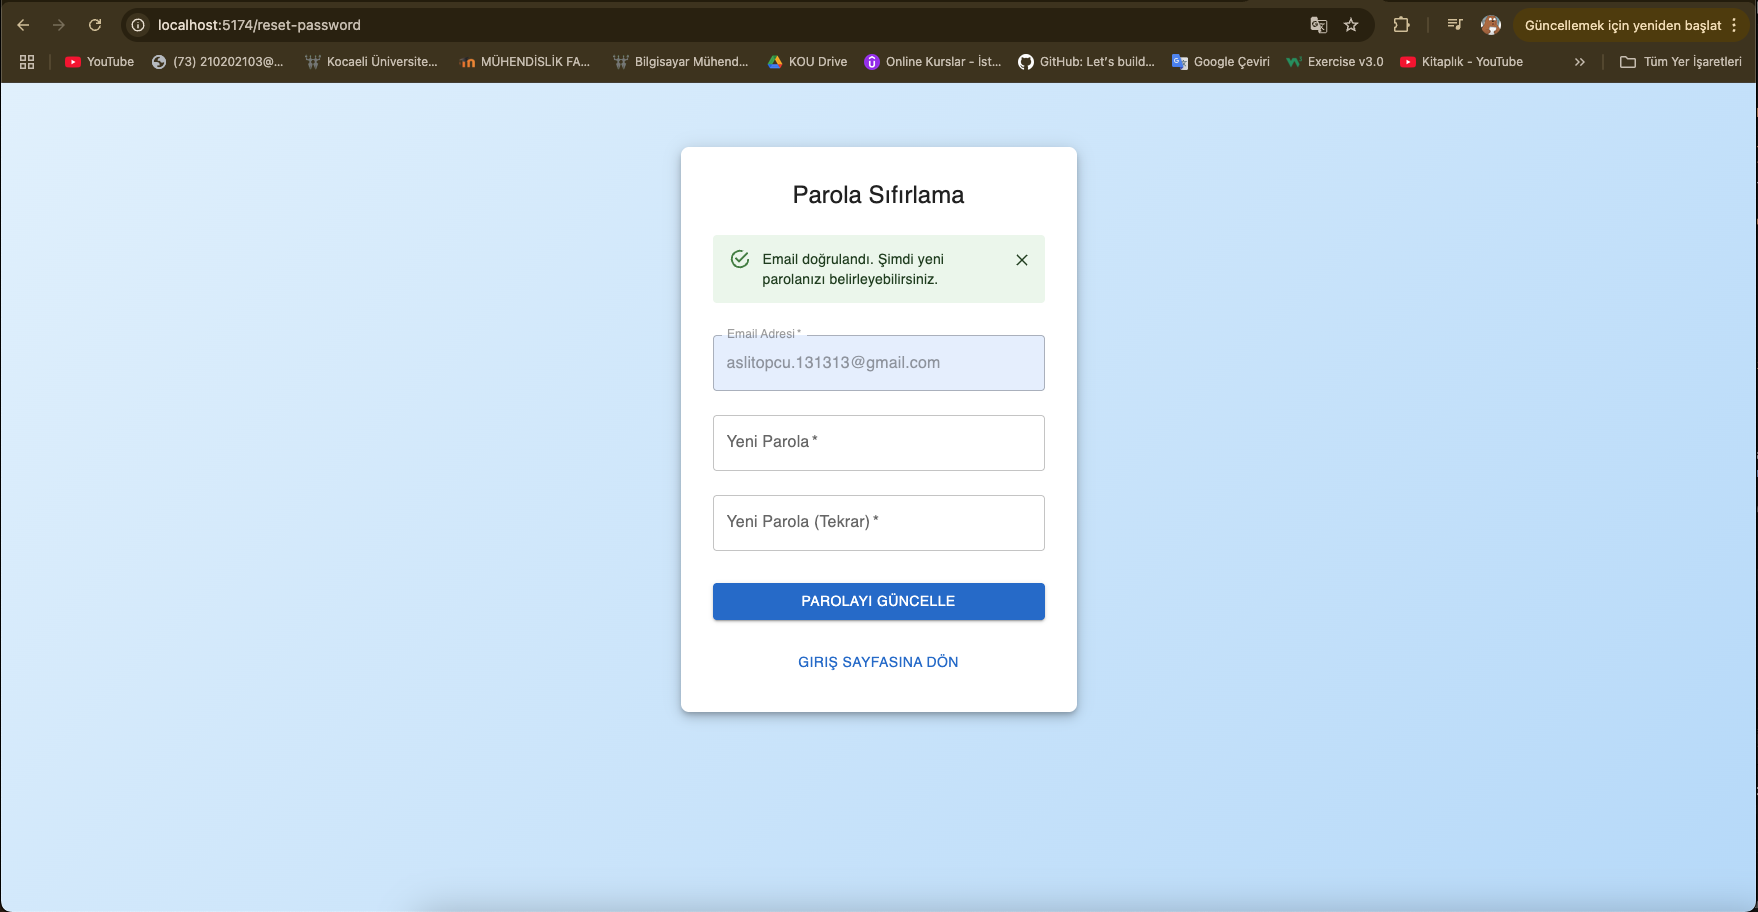 localhost:5174/reset-password
Güncellemek için yeniden başlat
YouTube
(73) 210202103@...
Kocaeli Üniversite...
MÜHENDİSLİK FA...
Bilgisayar Mühend...
KOU Drive
Online Kurslar - İst...
GitHub: Let's build...
Google Çeviri
Exercise v3.0
Kitaplık - YouTube
Tüm Yer İşaretleri
Parola Sıfırlama
Email doğrulandı. Şimdi yeni
parolanızı belirleyebilirsiniz.
Email Adresi *
aslitopcu.131313@gmail.com
Yeni Parola *
Yeni Parola (Tekrar) *
PAROLAYI GÜNCELLE
GIRIŞ SAYFASINA DÖN